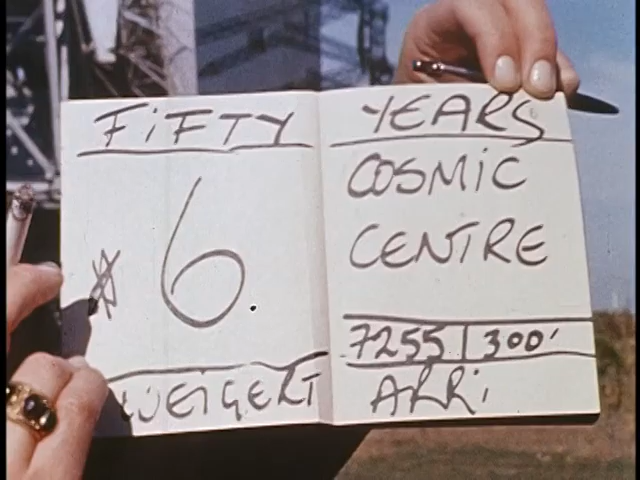 FiFTY
# 6.
WEIGERT
YEARS
COSMIC
CENTRE
7255 | 300'
ARRi